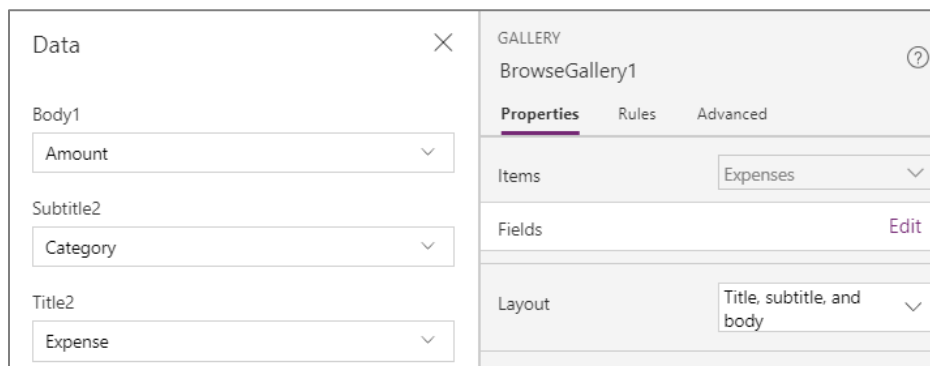 Data
Body1
Amount
Subtitle2
Category
Title2
Expense
GALLERY
BrowseGallery1
?
Properties Rules Advanced
Items Expenses
Fields Edit
Layout Title, subtitle, and
body